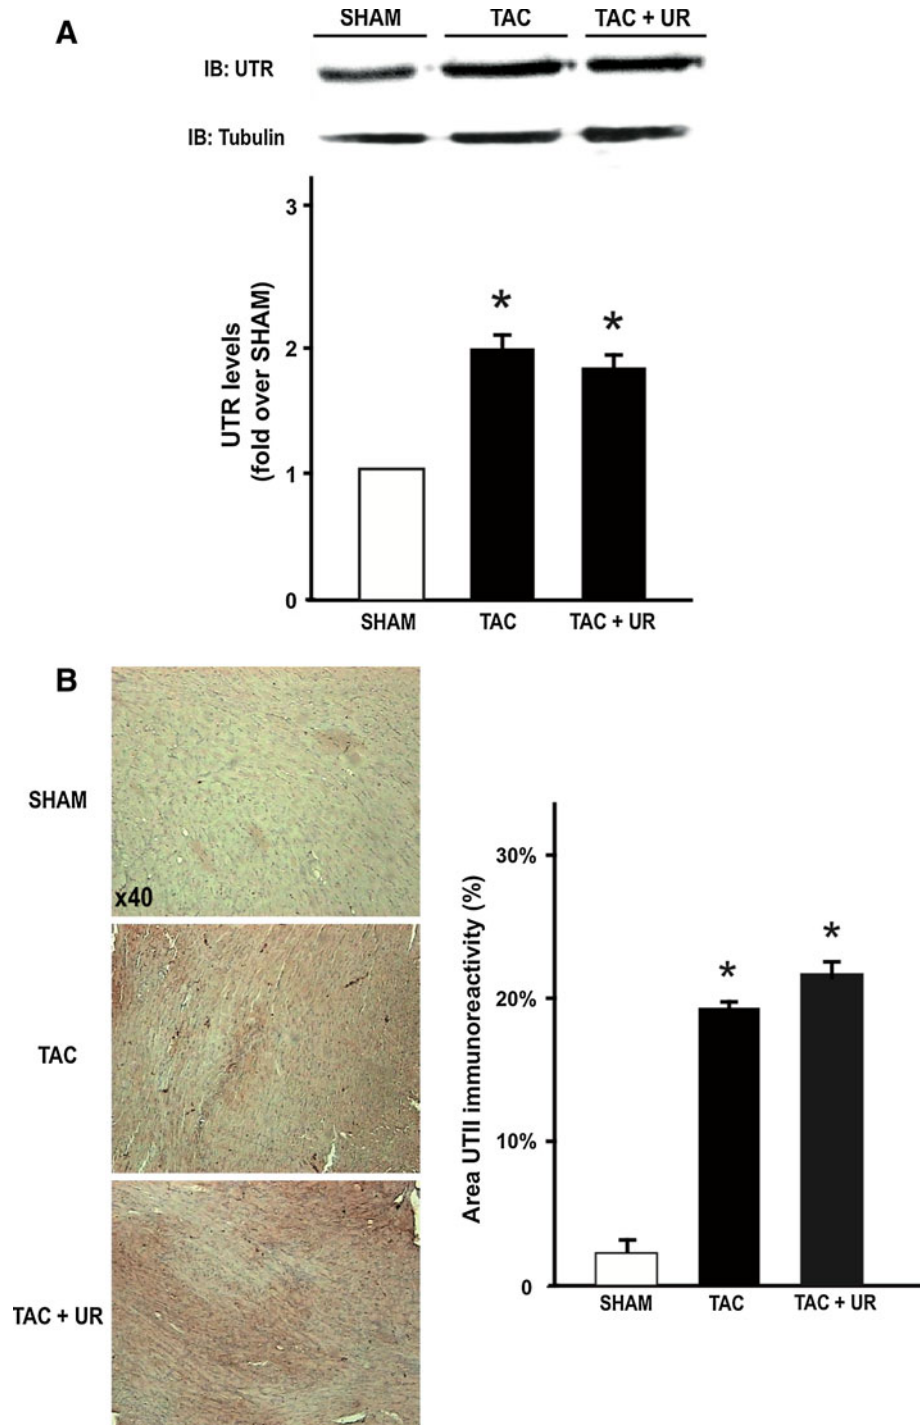 A
SHAM TAC TAC + UR
IB: UTR
IB: Tubulin
3
2
1
0
UTR levels
(fold over SHAM)
* *
SHAM TAC TAC + UR
B
SHAM
x40
TAC
TAC + UR
30%
20%
10%
0
Area UTII immunoreactivity (%)
* *
SHAM TAC TAC + UR